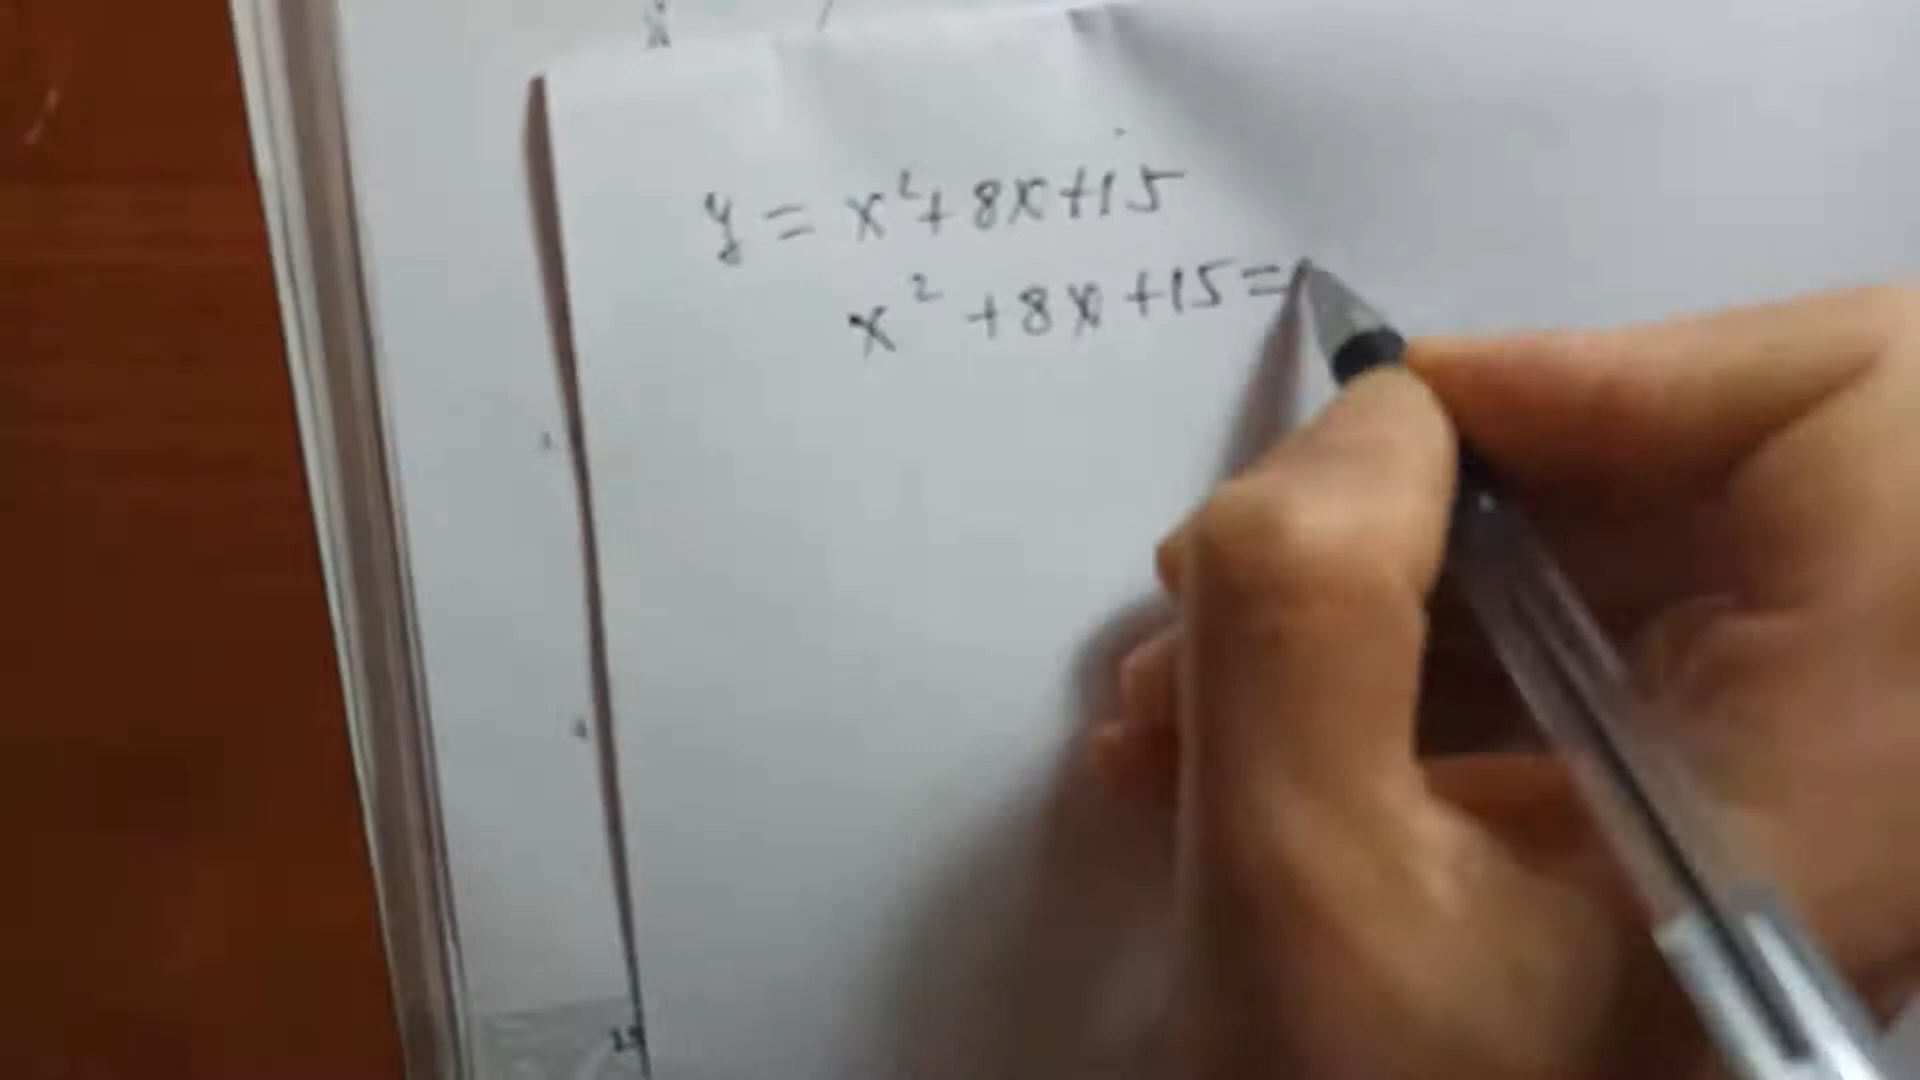 y = x²+8x+15
x² +8x+15=